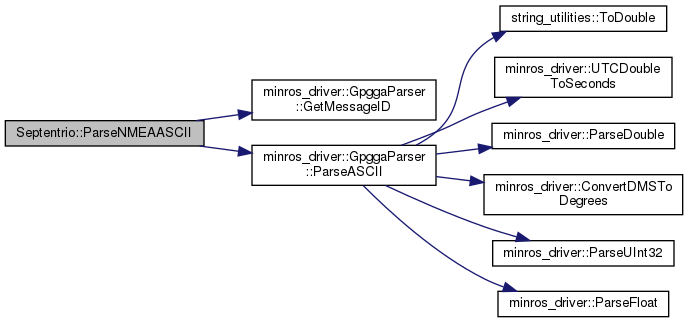 Septentrio::ParseNMEAASCII
minros_driver::GpggaParser
::GetMessageID
minros_driver::GpggaParser
::ParseASCII
string_utilities::ToDouble
minros_driver::UTCDouble
ToSeconds
minros_driver::ParseDouble
minros_driver::ConvertDMSTo
Degrees
minros_driver::ParseUInt32
minros_driver::ParseFloat